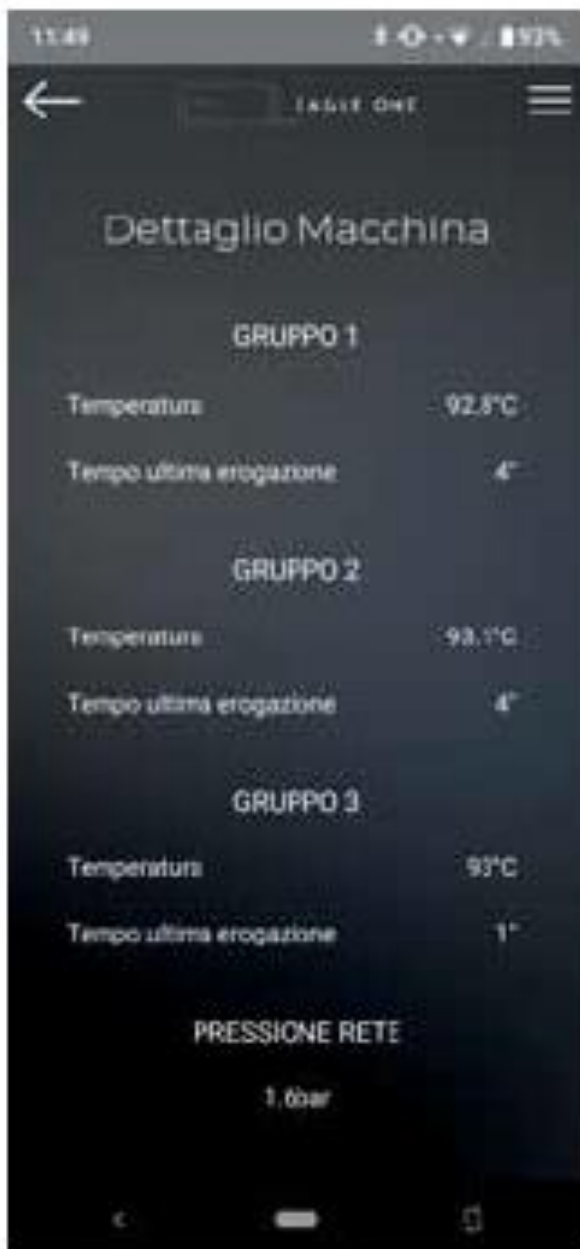 11:49 93%
EAGLE ONE
Dettaglio Macchina
GRUPPO 1
Temperatura 92.8°C
Tempo ultima erogazione 4"
GRUPPO 2
Temperatura 93.1°C
Tempo ultima erogazione 4"
GRUPPO 3
Temperatura 93°C
Tempo ultima erogazione 1"
PRESSIONE RETE
1.6bar